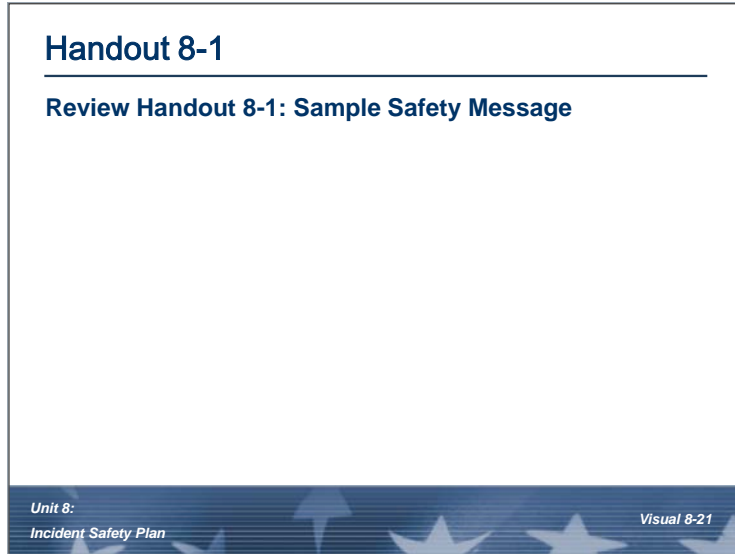 Handout 8-1
Review Handout 8-1: Sample Safety Message
Unit 8:
Incident Safety Plan
Visual 8-21